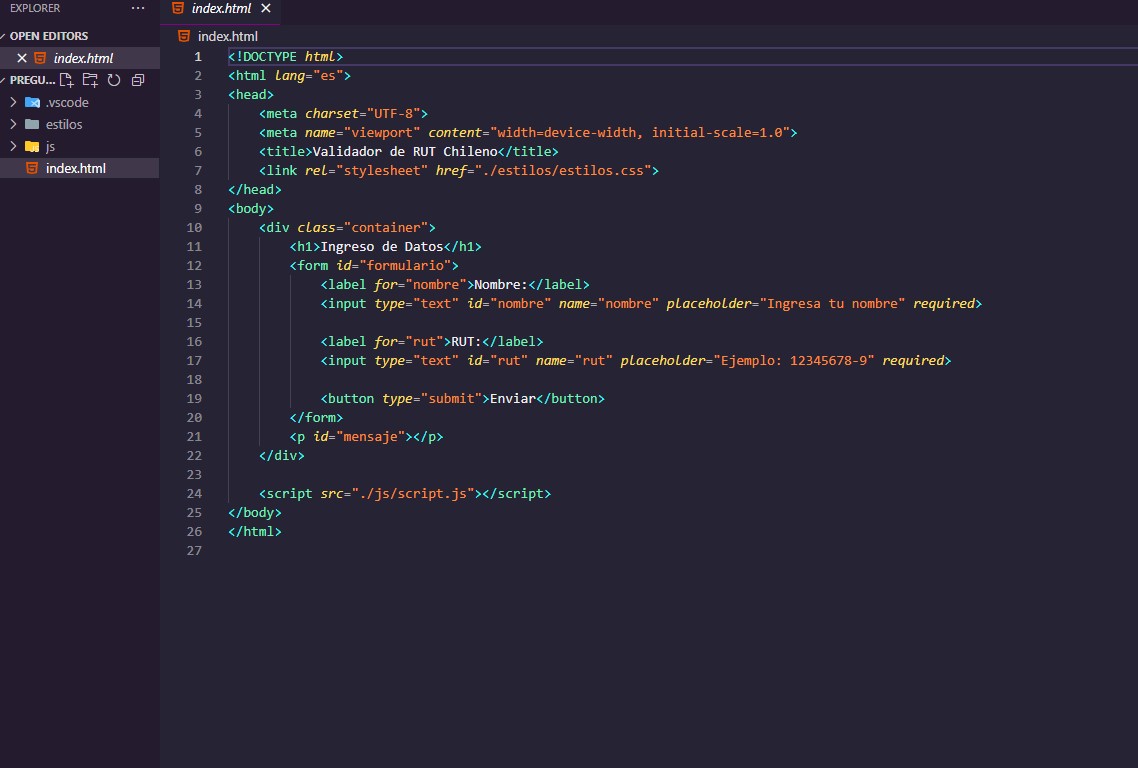 EXPLORER ···
OPEN EDITORS
index.html
PREGU...
.vscode
estilos
js
index.html
index.html
index.html
1 <!DOCTYPE html>
2 <html lang="es">
3 <head>
4     <meta charset="UTF-8">
5     <meta name="viewport" content="width=device-width, initial-scale=1.0">
6     <title>Validador de RUT Chileno</title>
7     <link rel="stylesheet" href="./estilos/estilos.css">
8 </head>
9 <body>
10     <div class="container">
11         <h1>Ingreso de Datos</h1>
12         <form id="formulario">
13             <label for="nombre">Nombre:</label>
14             <input type="text" id="nombre" name="nombre" placeholder="Ingresa tu nombre" required>
15
16             <label for="rut">RUT:</label>
17             <input type="text" id="rut" name="rut" placeholder="Ejemplo: 12345678-9" required>
18
19             <button type="submit">Enviar</button>
20         </form>
21         <p id="mensaje"></p>
22     </div>
23
24     <script src="./js/script.js"></script>
25 </body>
26 </html>
27